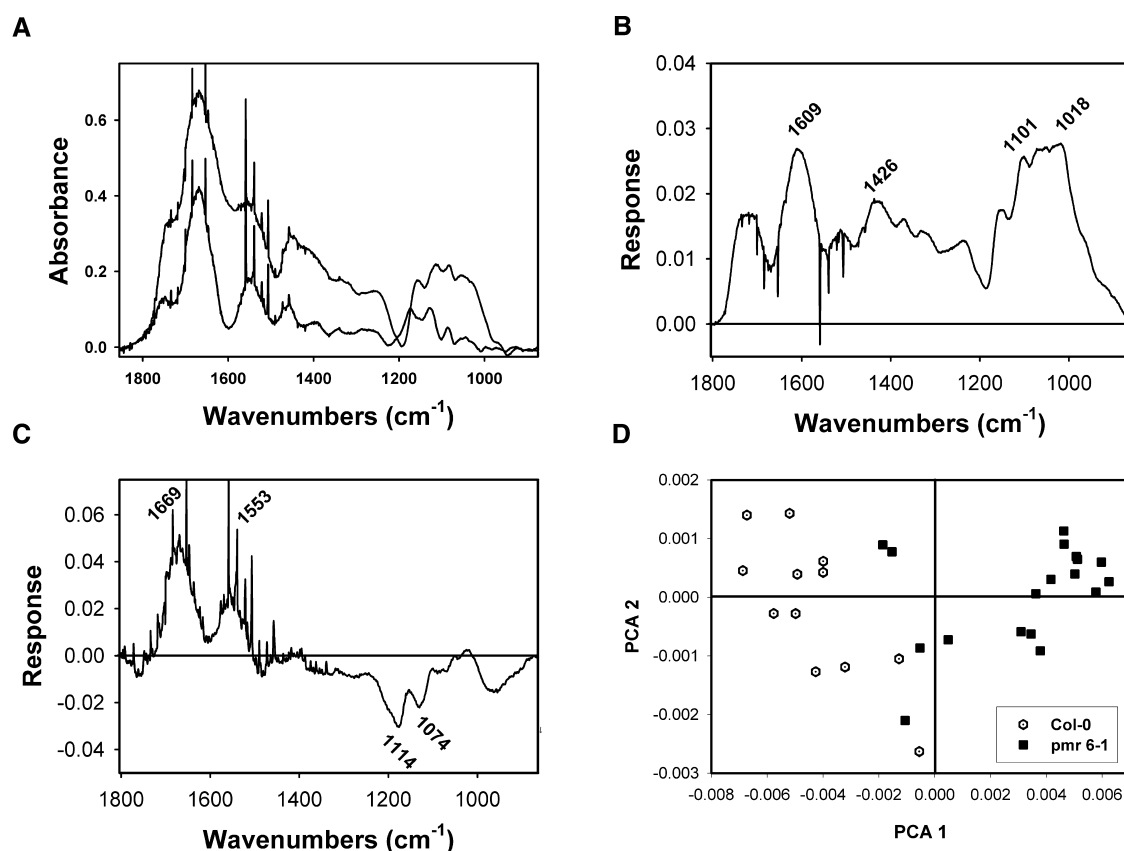 A
Absorbance
0.6
0.4
0.2
0.0
1800 1600 1400 1200 1000
Wavenumbers (cm-1)
B
Response
0.04
0.03
0.02
0.01
0.00
1609
1426
1101
1018
1800 1600 1400 1200 1000
Wavenumbers (cm-1)
C
Response
0.06
0.04
0.02
0.00
-0.02
-0.04
1669
1553
1114
1074
1800 1600 1400 1200 1000
Wavenumbers (cm-1)
D
PCA 2
0.002
0.001
0.000
-0.001
-0.002
-0.003
Col-0
pmr 6-1
-0.008 -0.006 -0.004 -0.002 0.000 0.002 0.004 0.006
PCA 1